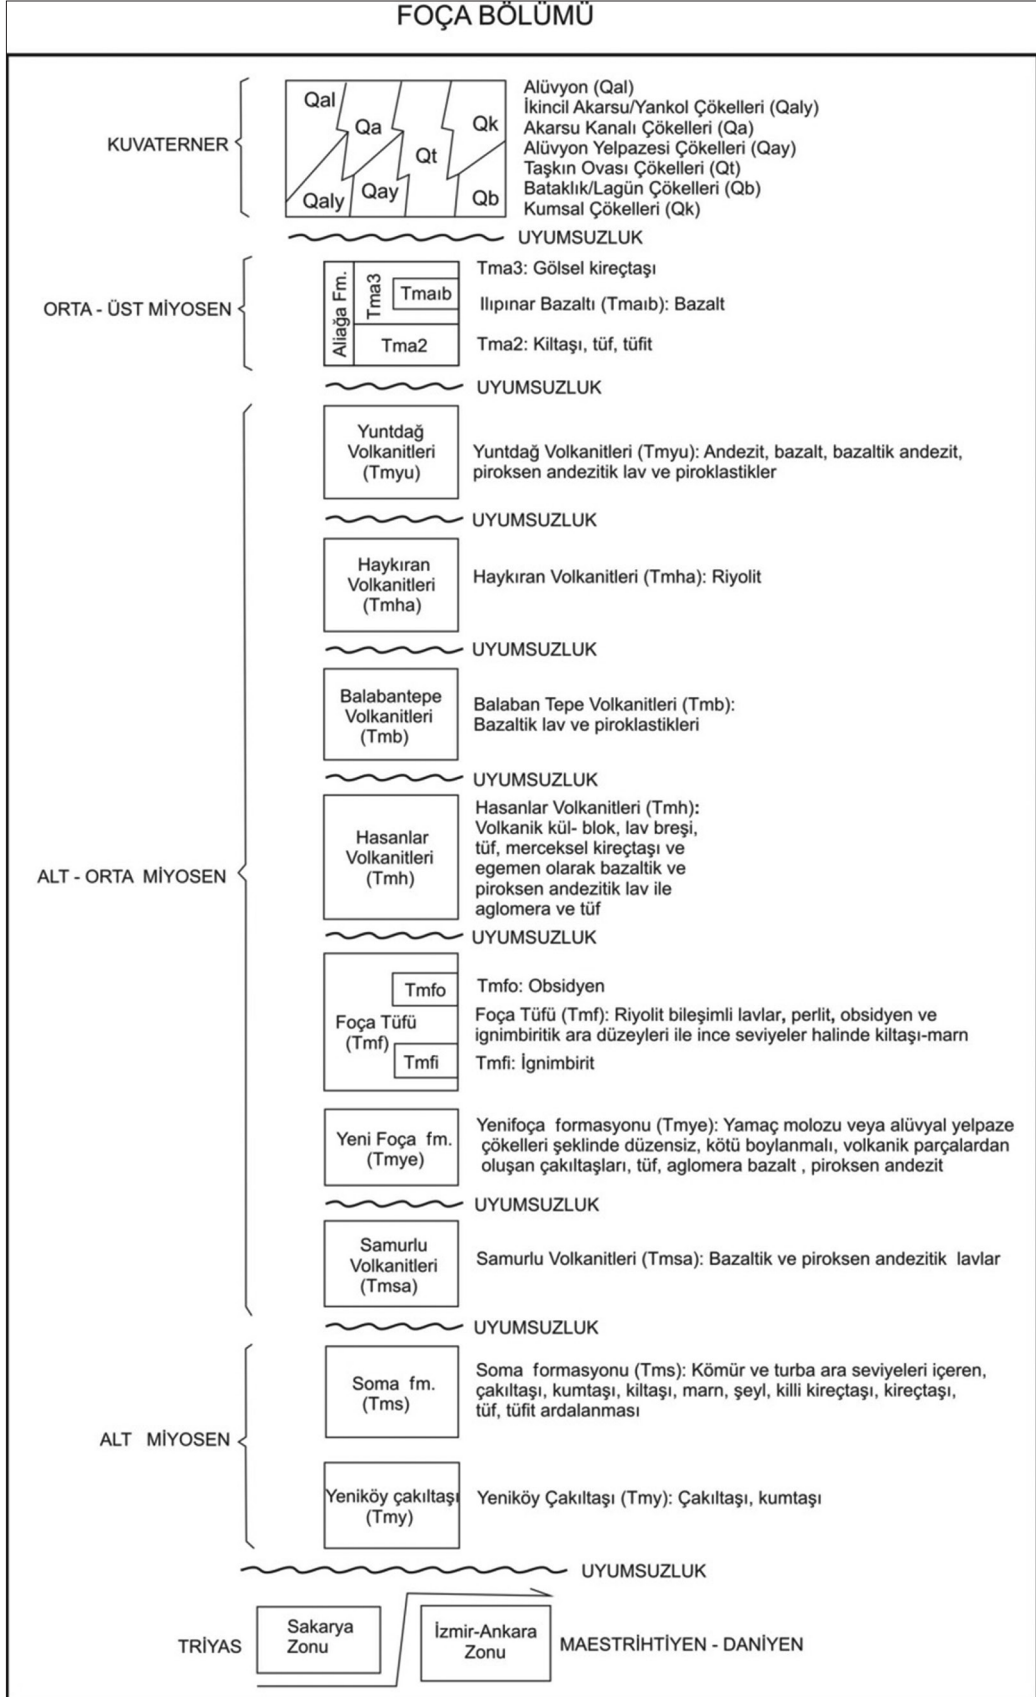 FOÇA BÖLÜMÜ
KUVATERNER
Qal
Qa
Qk
Qt
Qaly
Qay
Qb
Alüvyon (Qal)
İkincil Akarsu/Yankol Çökelleri (Qaly)
Akarsu Kanalı Çökelleri (Qa)
Alüvyon Yelpazesi Çökelleri (Qay)
Taşkın Ovası Çökelleri (Qt)
Bataklık/Lagün Çökelleri (Qb)
Kumsal Çökelleri (Qk)
UYUMSUZLUK
ORTA - ÜST MİYOSEN
Aliağa Fm.
Tma3
Tmaıb
Tma2
Tma3: Gölsel kireçtaşı
Ilıpınar Bazaltı (Tmaıb): Bazalt
Tma2: Kiltaşı, tüf, tüfit
UYUMSUZLUK
ALT - ORTA MİYOSEN
Yuntdağ
Volkanitleri
(Tmyu)
Yuntdağ Volkanitleri (Tmyu): Andezit, bazalt, bazaltik andezit,
piroksen andezitik lav ve piroklastikler
UYUMSUZLUK
Haykıran
Volkanitleri
(Tmha)
Haykıran Volkanitleri (Tmha): Riyolit
UYUMSUZLUK
Balabantepe
Volkanitleri
(Tmb)
Balaban Tepe Volkanitleri (Tmb):
Bazaltik lav ve piroklastikleri
UYUMSUZLUK
Hasanlar
Volkanitleri
(Tmh)
Hasanlar Volkanitleri (Tmh):
Volkanik kül- blok, lav breşi,
tüf, merceksel kireçtaşı ve
egemen olarak bazaltik ve
piroksen andezitik lav ile
aglomera ve tüf
UYUMSUZLUK
Tmfo
Foça Tüfü
(Tmf)
Tmfi
Tmfo: Obsidyen
Foça Tüfü (Tmf): Riyolit bileşimli lavlar, perlit, obsidyen ve
ignimbiritik ara düzeyleri ile ince seviyeler halinde kiltaşı-marn
Tmfi: İgnimbirit
Yeni Foça fm.
(Tmye)
Yenifoça formasyonu (Tmye): Yamaç molozu veya alüvyal yelpaze
çökelleri şeklinde düzensiz, kötü boylanmalı, volkanik parçalardan
oluşan çakıltaşları, tüf, aglomera bazalt , piroksen andezit
UYUMSUZLUK
Samurlu
Volkanitleri
(Tmsa)
Samurlu Volkanitleri (Tmsa): Bazaltik ve piroksen andezitik lavlar
UYUMSUZLUK
ALT MİYOSEN
Soma fm.
(Tms)
Soma formasyonu (Tms): Kömür ve turba ara seviyeleri içeren,
çakıltaşı, kumtaşı, kiltaşı, marn, şeyl, killi kireçtaşı, kireçtaşı,
tüf, tüfit ardalanması
Yeniköy çakıltaşı
(Tmy)
Yeniköy Çakıltaşı (Tmy): Çakıltaşı, kumtaşı
UYUMSUZLUK
TRİYAS
Sakarya
Zonu
İzmir-Ankara
Zonu
MAESTRİHTİYEN - DANİYEN